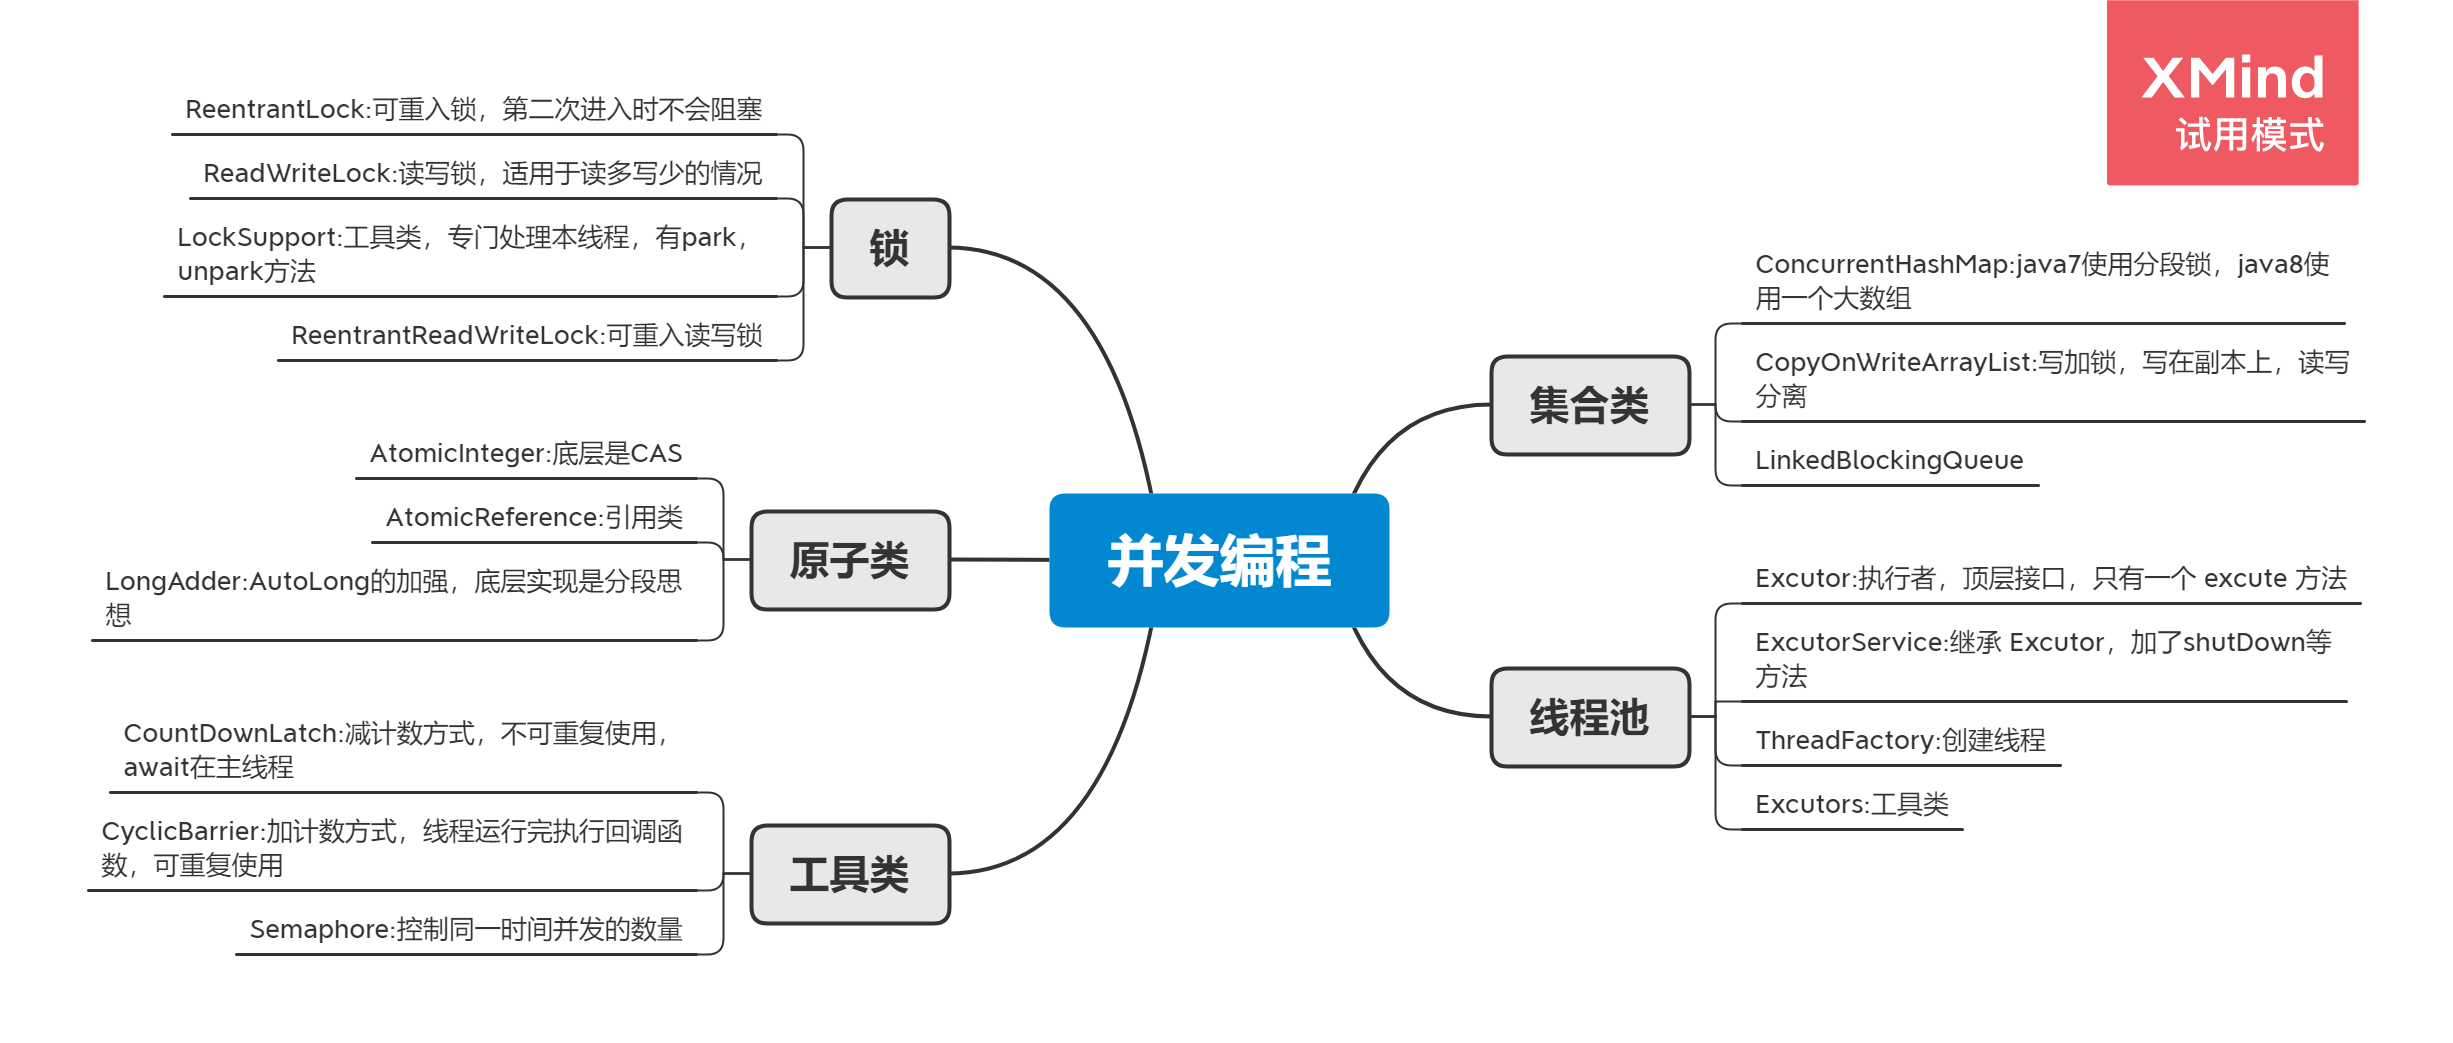 XMind
试用模式
并发编程
锁
ReentrantLock:可重入锁，第二次进入时不会阻塞
ReadWriteLock:读写锁，适用于读多写少的情况
LockSupport:工具类，专门处理本线程，有park，
unpark方法
ReentrantReadWriteLock:可重入读写锁
原子类
AtomicInteger:底层是CAS
AtomicReference:引用类
LongAdder:AutoLong的加强，底层实现是分段思
想
工具类
CountDownLatch:减计数方式，不可重复使用，
await在主线程
CyclicBarrier:加计数方式，线程运行完执行回调函
数，可重复使用
Semaphore:控制同一时间并发的数量
集合类
ConcurrentHashMap:java7使用分段锁，java8使
用一个大数组
CopyOnWriteArrayList:写加锁，写在副本上，读写
分离
LinkedBlockingQueue
线程池
Excutor:执行者，顶层接口，只有一个 excute 方法
ExcutorService:继承 Excutor，加了shutDown等
方法
ThreadFactory:创建线程
Excutors:工具类